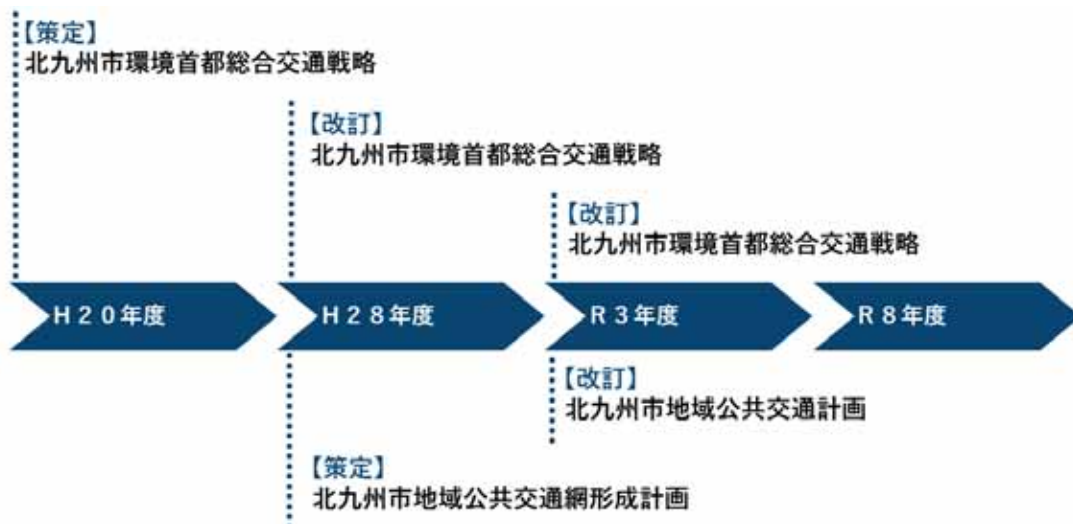 【策定】
北九州市環境首都総合交通戦略
【改訂】
北九州市環境首都総合交通戦略
【改訂】
北九州市環境首都総合交通戦略
H20年度
H28年度
R3年度
R8年度
【改訂】
北九州市地域公共交通計画
【策定】
北九州市地域公共交通網形成計画